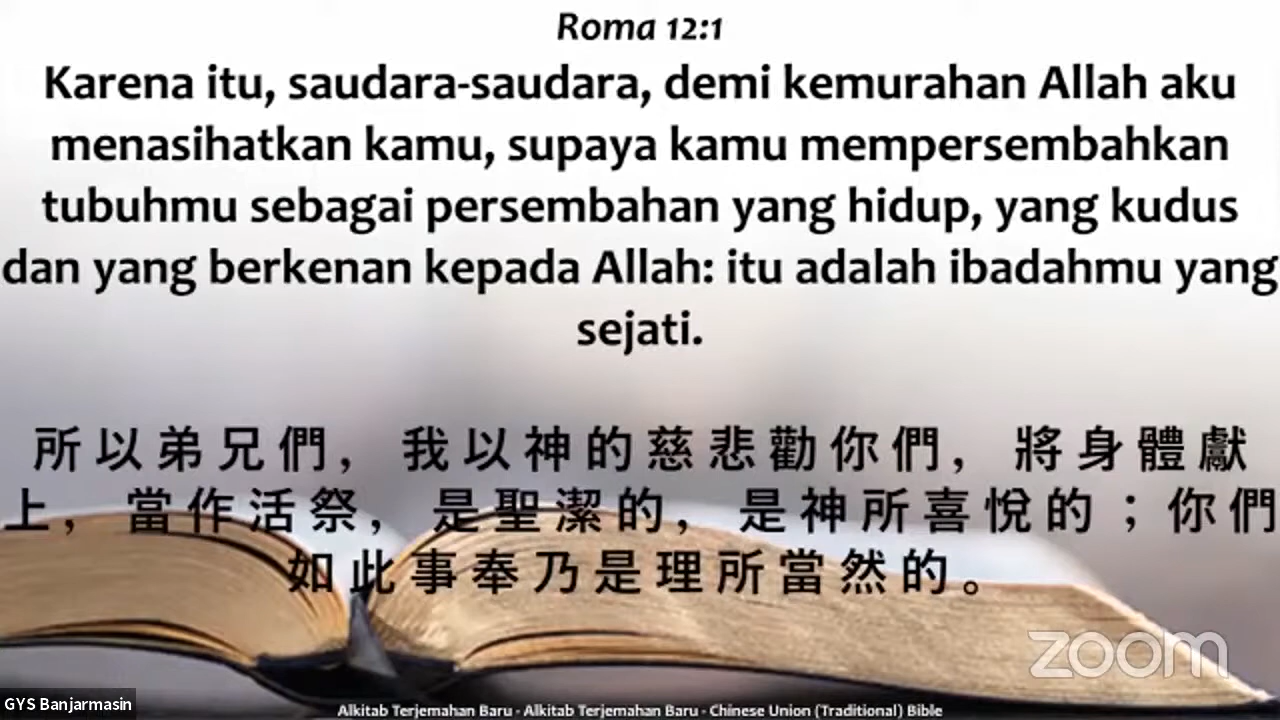 Roma 12:1
Karena itu, saudara-saudara, demi kemurahan Allah aku
menasihatkan kamu, supaya kamu mempersembahkan
tubuhmu sebagai persembahan yang hidup, yang kudus
dan yang berkenan kepada Allah: itu adalah ibadahmu yang
sejati.
所以弟兄們，我以神的慈悲勸你們，將身體獻
上，當作活祭，是聖潔的，是神所喜悅的；你們
如此事奉乃是理所當然的。
zoom
GYS Banjarmasin
Alkitab Terjemahan Baru - Alkitab Terjemahan Baru - Chinese Union (Traditional) Bible